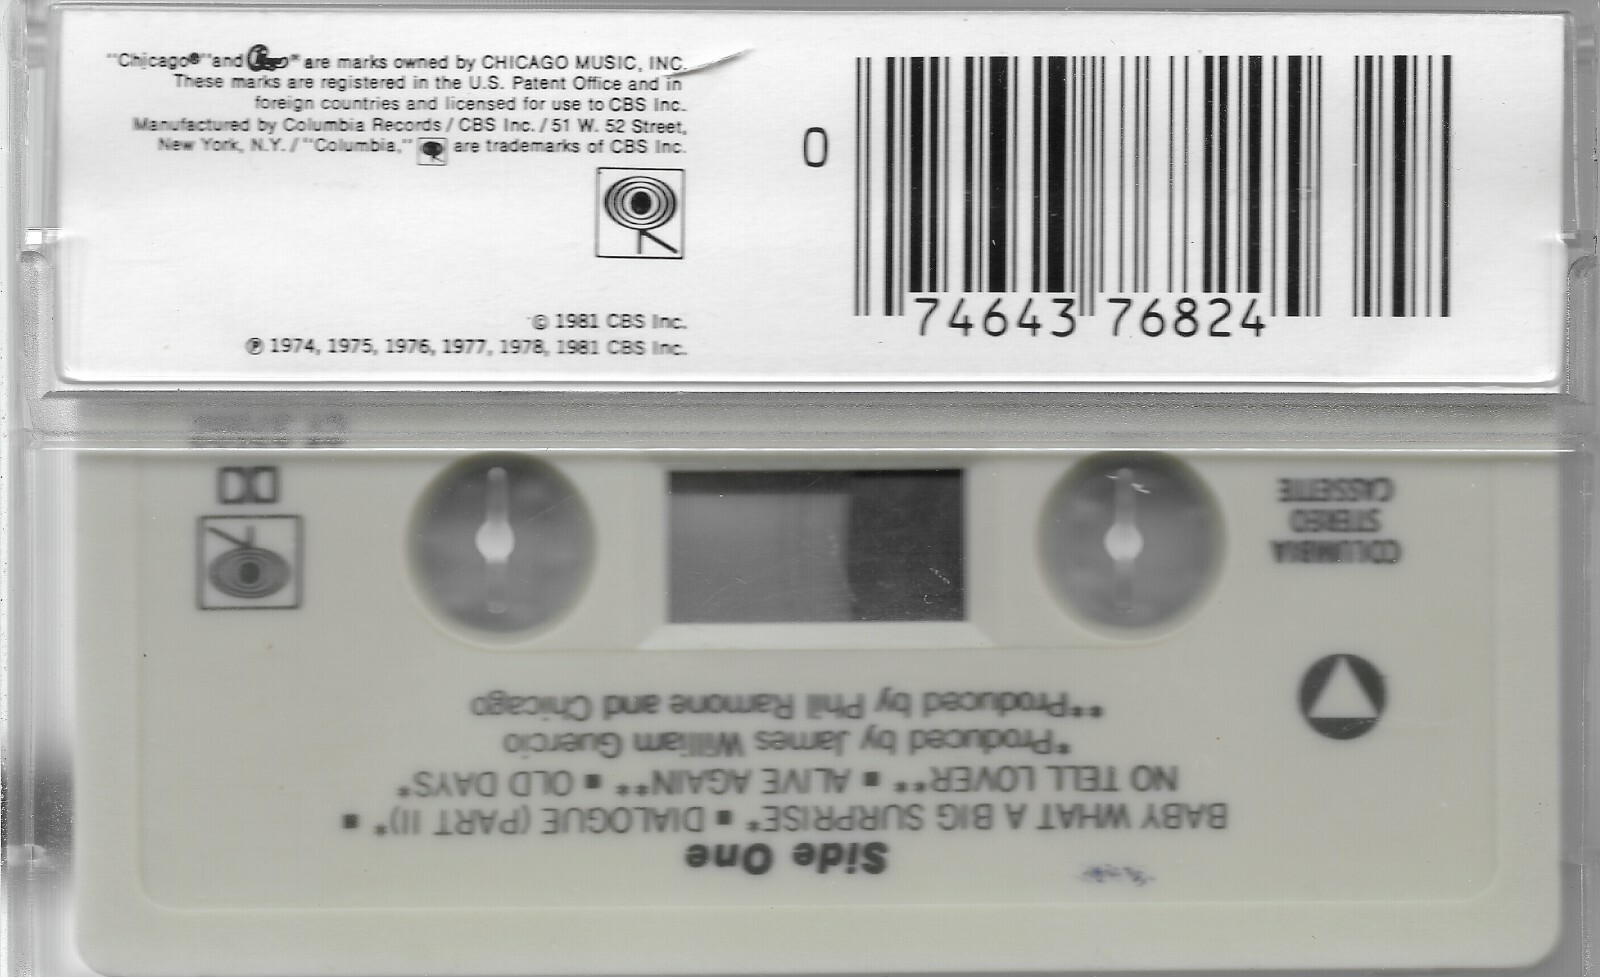 "Chicago®" and " " are marks owned by CHICAGO MUSIC, INC.
These marks are registered in the U.S. Patent Office and in
foreign countries and licensed for use to CBS Inc.
Manufactured by Columbia Records / CBS Inc. / 51 W. 52 Street,
New York, N.Y. / "Columbia," are trademarks of CBS Inc.
© 1981 CBS Inc.
℗ 1974, 1975, 1976, 1977, 1978, 1981 CBS Inc.
0 74643 76824
Side One
BABY WHAT A BIG SURPRISE* ■ DIALOGUE (PART II)* ■
NO TELL LOVER** ■ ALIVE AGAIN** ■ OLD DAYS*
*Produced by James William Guercio
**Produced by Phil Ramone and Chicago
COLUMBIA
STEREO
CASSETTE